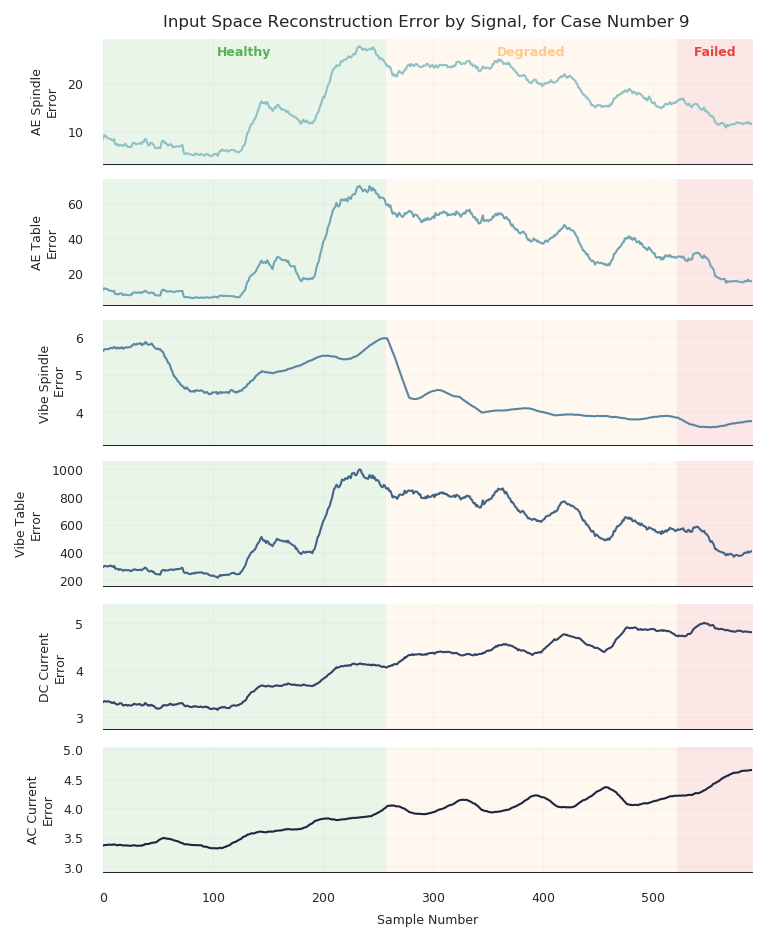 Input Space Reconstruction Error by Signal, for Case Number 9
Healthy
Degraded
Failed
AE Spindle
Error
20
10
AE Table
Error
60
40
20
Vibe Spindle
Error
6
5
4
Vibe Table
Error
1000
800
600
400
200
DC Current
Error
5
4
3
AC Current
Error
5.0
4.5
4.0
3.5
3.0
0
100
200
300
400
500
Sample Number